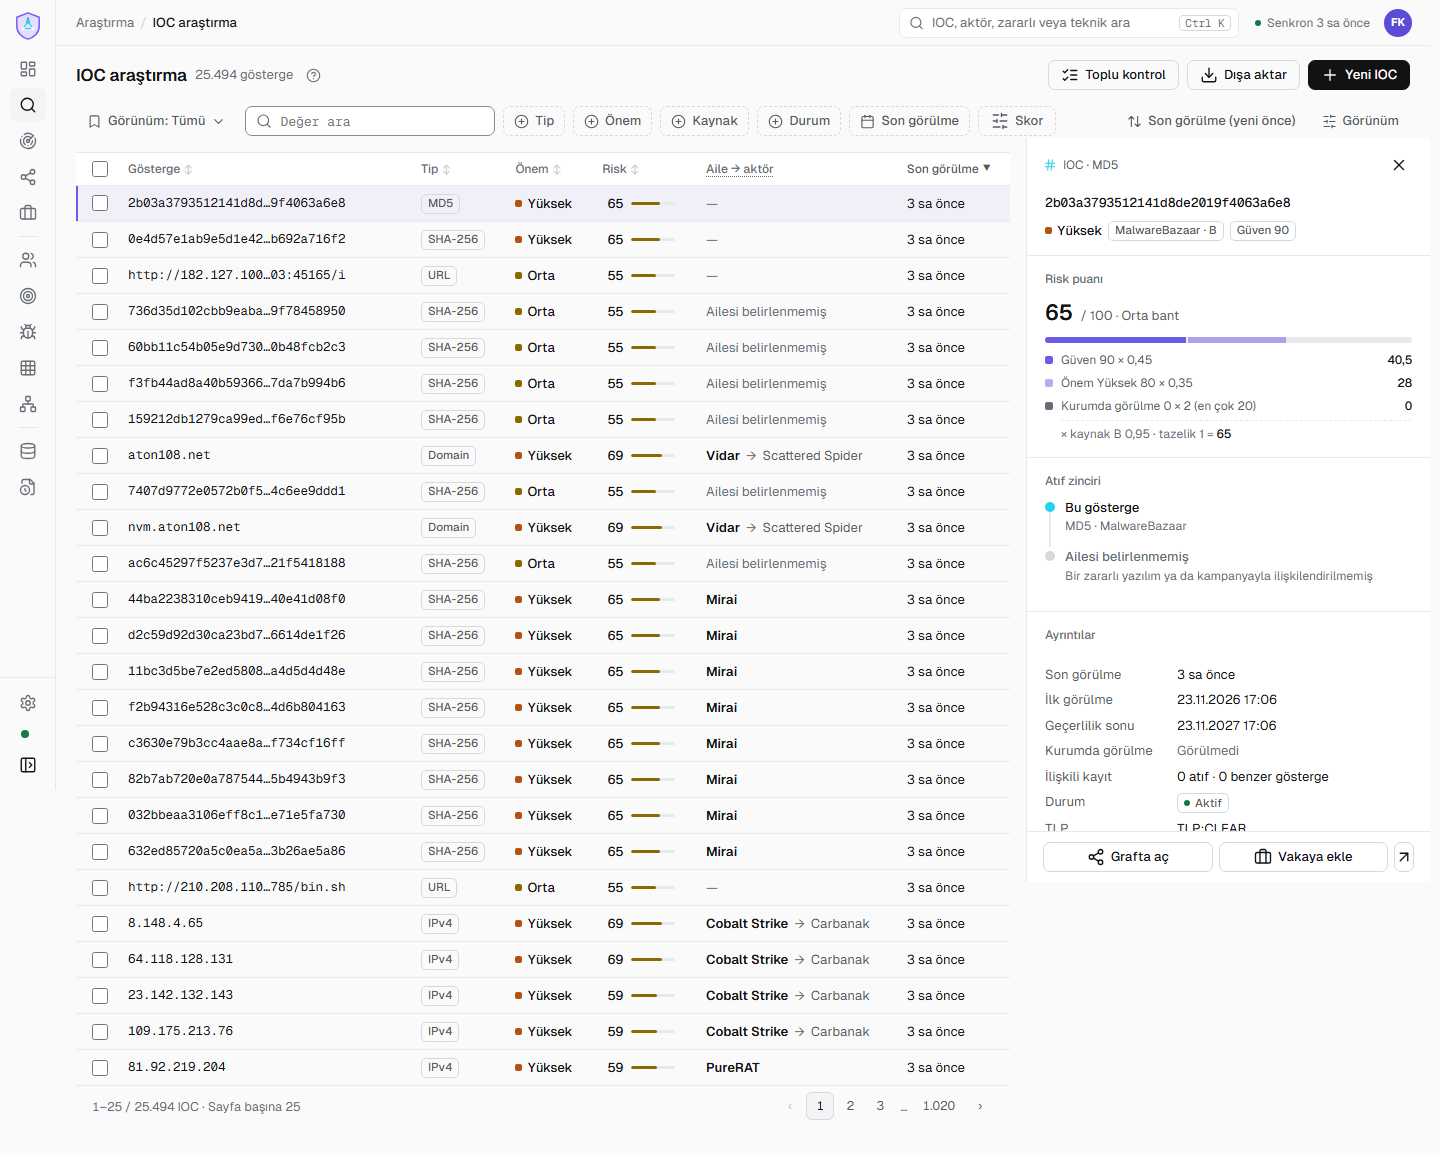 Araştırma / IOC araştırma
IOC, aktör, zararlı veya teknik ara Ctrl K
Senkron 3 sa önce FK
IOC araştırma 25.494 gösterge
Toplu kontrol Dışa aktar Yeni IOC
Görünüm: Tümü Değer ara Tip Önem Kaynak Durum Son görülme Skor Son görülme (yeni önce) Görünüm
Gösterge Tip Önem Risk Aile → aktör Son görülme ▼
2b03a3793512141d8d…9f4063a6e8 MD5 Yüksek 65 — 3 sa önce
0e4d57e1ab9e5d1e42…b692a716f2 SHA-256 Yüksek 65 — 3 sa önce
http://182.127.100…03:45165/i URL Orta 55 — 3 sa önce
736d35d102cbb9eaba…9f78458950 SHA-256 Orta 55 Ailesi belirlenmemiş 3 sa önce
60bb11c54b05e9d730…0b48fcb2c3 SHA-256 Orta 55 Ailesi belirlenmemiş 3 sa önce
f3fb44ad8a40b59366…7da7b994b6 SHA-256 Orta 55 Ailesi belirlenmemiş 3 sa önce
159212db1279ca99ed…f6e76cf95b SHA-256 Orta 55 Ailesi belirlenmemiş 3 sa önce
aton108.net Domain Yüksek 69 Vidar → Scattered Spider 3 sa önce
7407d9772e0572b0f5…4c6ee9ddd1 SHA-256 Orta 55 Ailesi belirlenmemiş 3 sa önce
nvm.aton108.net Domain Yüksek 69 Vidar → Scattered Spider 3 sa önce
ac6c45297f5237e3d7…21f5418188 SHA-256 Orta 55 Ailesi belirlenmemiş 3 sa önce
44ba2238310ceb9419…40e41d08f0 SHA-256 Yüksek 65 Mirai 3 sa önce
d2c59d92d30ca23bd7…6614de1f26 SHA-256 Yüksek 65 Mirai 3 sa önce
11bc3d5be7e2ed5808…a4d5d4d48e SHA-256 Yüksek 65 Mirai 3 sa önce
f2b94316e528c3c0c8…4d6b804163 SHA-256 Yüksek 65 Mirai 3 sa önce
c3630e79b3cc4aae8a…f734cf16ff SHA-256 Yüksek 65 Mirai 3 sa önce
82b7ab720e0a787544…5b4943b9f3 SHA-256 Yüksek 65 Mirai 3 sa önce
032bbeaa3106eff8c1…e71e5fa730 SHA-256 Yüksek 65 Mirai 3 sa önce
632ed85720a5c0ea5a…3b26ae5a86 SHA-256 Yüksek 65 Mirai 3 sa önce
http://210.208.110…785/bin.sh URL Orta 55 — 3 sa önce
8.148.4.65 IPv4 Yüksek 69 Cobalt Strike → Carbanak 3 sa önce
64.118.128.131 IPv4 Yüksek 69 Cobalt Strike → Carbanak 3 sa önce
23.142.132.143 IPv4 Yüksek 59 Cobalt Strike → Carbanak 3 sa önce
109.175.213.76 IPv4 Yüksek 59 Cobalt Strike → Carbanak 3 sa önce
81.92.219.204 IPv4 Yüksek 59 PureRAT 3 sa önce
1–25 / 25.494 IOC · Sayfa başına 25 ‹ 1 2 3 … 1.020 ›
# IOC · MD5
2b03a3793512141d8de2019f4063a6e8
Yüksek MalwareBazaar · B Güven 90
Risk puanı
65 / 100 · Orta bant
Güven 90 × 0,45 40,5
Önem Yüksek 80 × 0,35 28
Kurumda görülme 0 × 2 (en çok 20) 0
× kaynak B 0,95 · tazelik 1 = 65
Atıf zinciri
Bu gösterge
MD5 · MalwareBazaar
Ailesi belirlenmemiş
Bir zararlı yazılım ya da kampanyayla ilişkilendirilmemiş
Ayrıntılar
Son görülme 3 sa önce
İlk görülme 23.11.2026 17:06
Geçerlilik sonu 23.11.2027 17:06
Kurumda görülme Görülmedi
İlişkili kayıt 0 atıf · 0 benzer gösterge
Durum Aktif
TLP TLP:CLEAR
Grafta aç Vakaya ekle